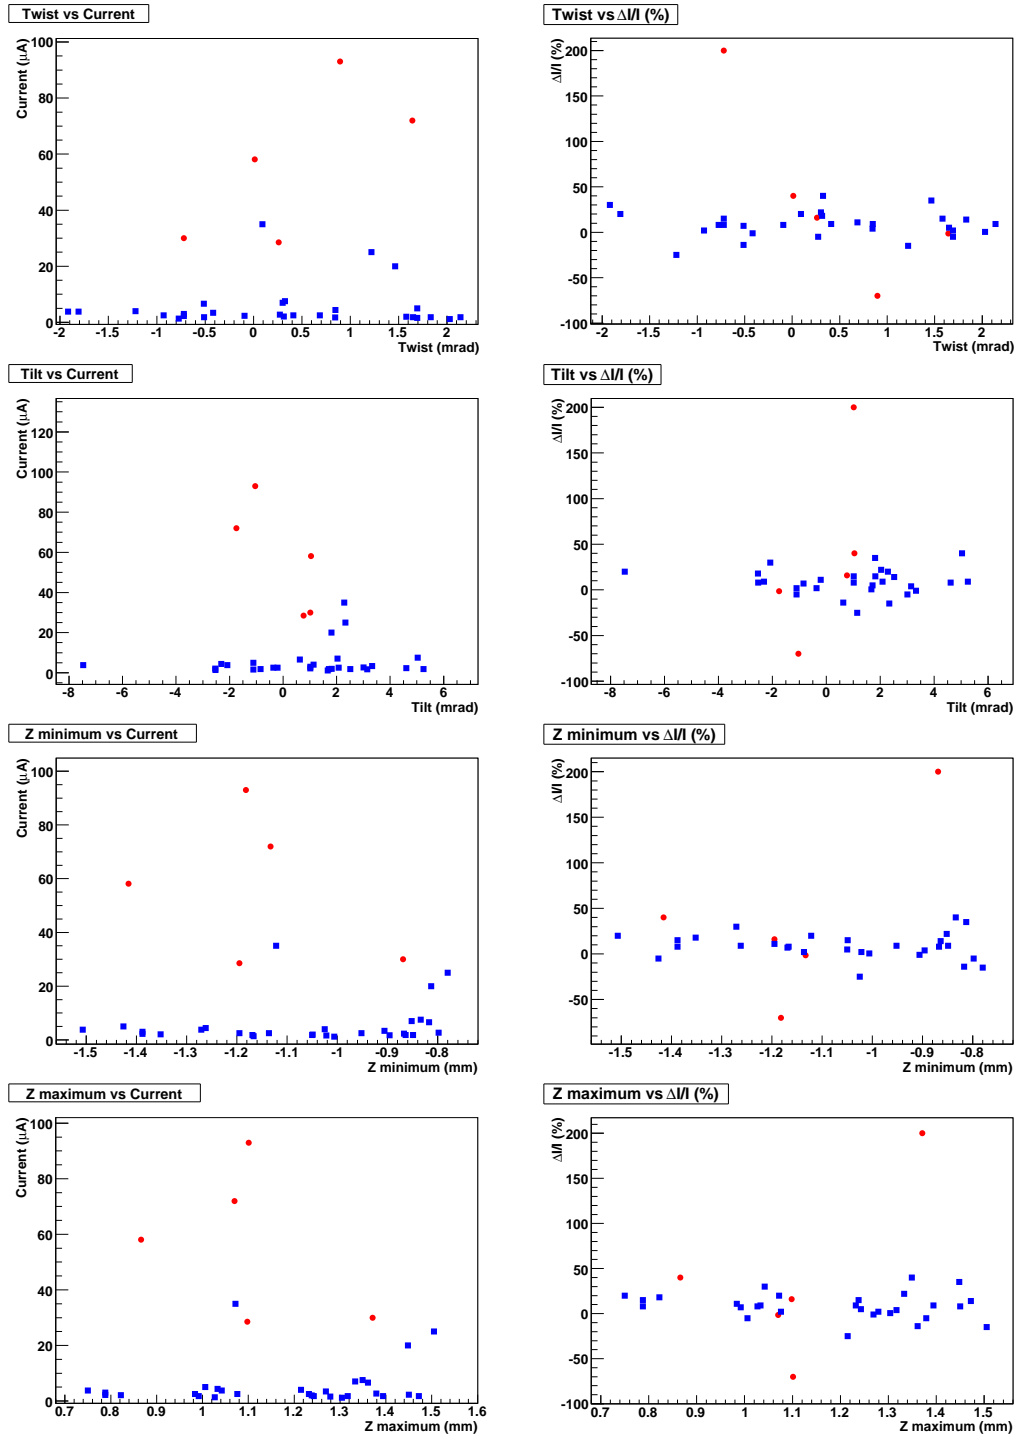 Twist vs Current
Current (μA)
100
80
60
40
20
0
-2 -1.5 -1 -0.5 0 0.5 1 1.5 2
Twist (mrad)
Twist vs ΔI/I (%)
ΔI/I (%)
200
150
100
50
0
-50
-100
-2 -1.5 -1 -0.5 0 0.5 1 1.5 2
Twist (mrad)
Tilt vs Current
Current (μA)
120
100
80
60
40
20
0
-8 -6 -4 -2 0 2 4 6
Tilt (mrad)
Tilt vs ΔI/I (%)
ΔI/I (%)
200
150
100
50
0
-50
-100
-8 -6 -4 -2 0 2 4 6
Tilt (mrad)
Z minimum vs Current
Current (μA)
100
80
60
40
20
0
-1.5 -1.4 -1.3 -1.2 -1.1 -1 -0.9 -0.8
Z minimum (mm)
Z minimum vs ΔI/I (%)
ΔI/I (%)
200
150
100
50
0
-50
-1.5 -1.4 -1.3 -1.2 -1.1 -1 -0.9 -0.8
Z minimum (mm)
Z maximum vs Current
Current (μA)
100
80
60
40
20
0
0.7 0.8 0.9 1 1.1 1.2 1.3 1.4 1.5 1.6
Z maximum (mm)
Z maximum vs ΔI/I (%)
ΔI/I (%)
200
150
100
50
0
-50
-100
0.7 0.8 0.9 1 1.1 1.2 1.3 1.4 1.5
Z maximum (mm)